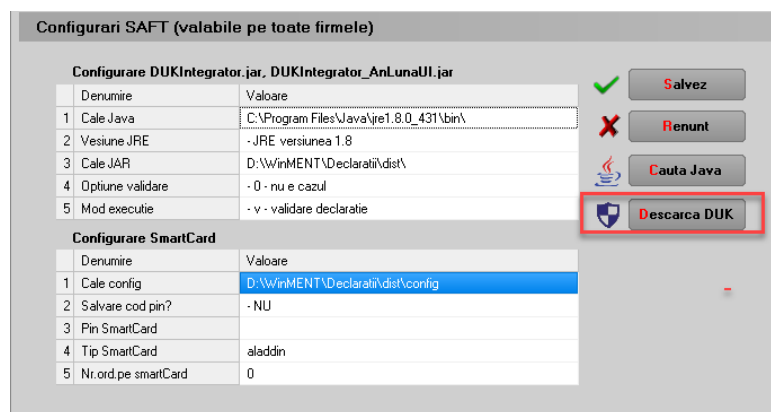 Configurari SAFT (valabile pe toate firmele)
Configurare DUKIntegrator.jar, DUKIntegrator_AnLunaUI.jar
Denumire Valoare
1 Cale Java C:\Program Files\Java\jre1.8.0_431\bin\
2 Vesiune JRE - JRE versiunea 1.8
3 Cale JAR D:\WinMENT\Declaratii\dist\
4 Optiune validare - 0 - nu e cazul
5 Mod executie - v - validare declaratie
Salvez
Renunt
Cauta Java
Descarca DUK
Configurare SmartCard
Denumire Valoare
1 Cale config D:\WinMENT\Declaratii\dist\config
2 Salvare cod pin? - NU
3 Pin SmartCard
4 Tip SmartCard aladdin
5 Nr.ord.pe smartCard 0